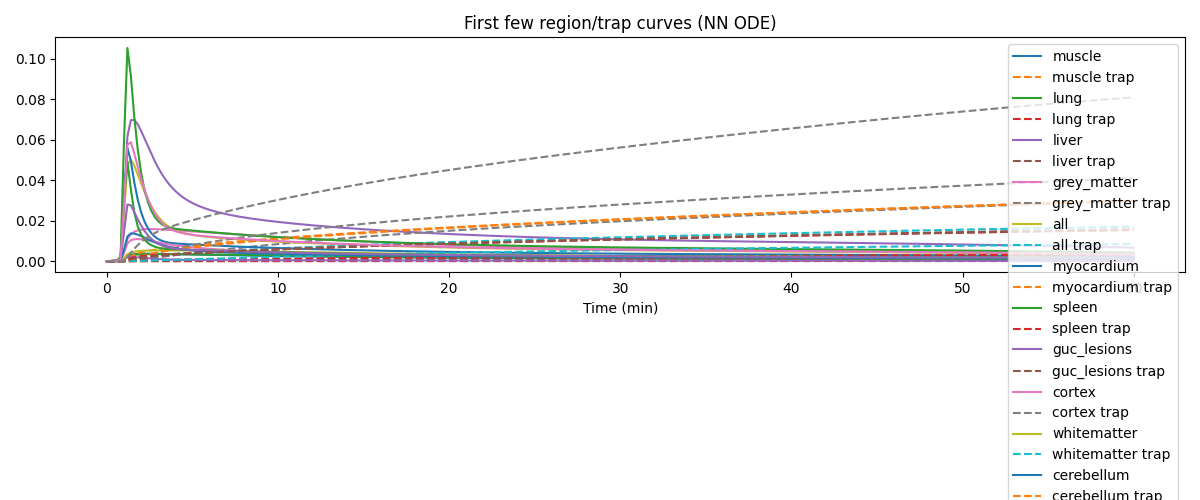 First few region/trap curves (NN ODE)
0.10
0.08
0.06
0.04
0.02
0.00
0
10
20
30
40
50
Time (min)
muscle
muscle trap
lung
lung trap
liver
liver trap
grey_matter
grey_matter trap
all
all trap
myocardium
myocardium trap
spleen
spleen trap
guc_lesions
guc_lesions trap
cortex
cortex trap
whitematter
whitematter trap
cerebellum
cerebellum trap